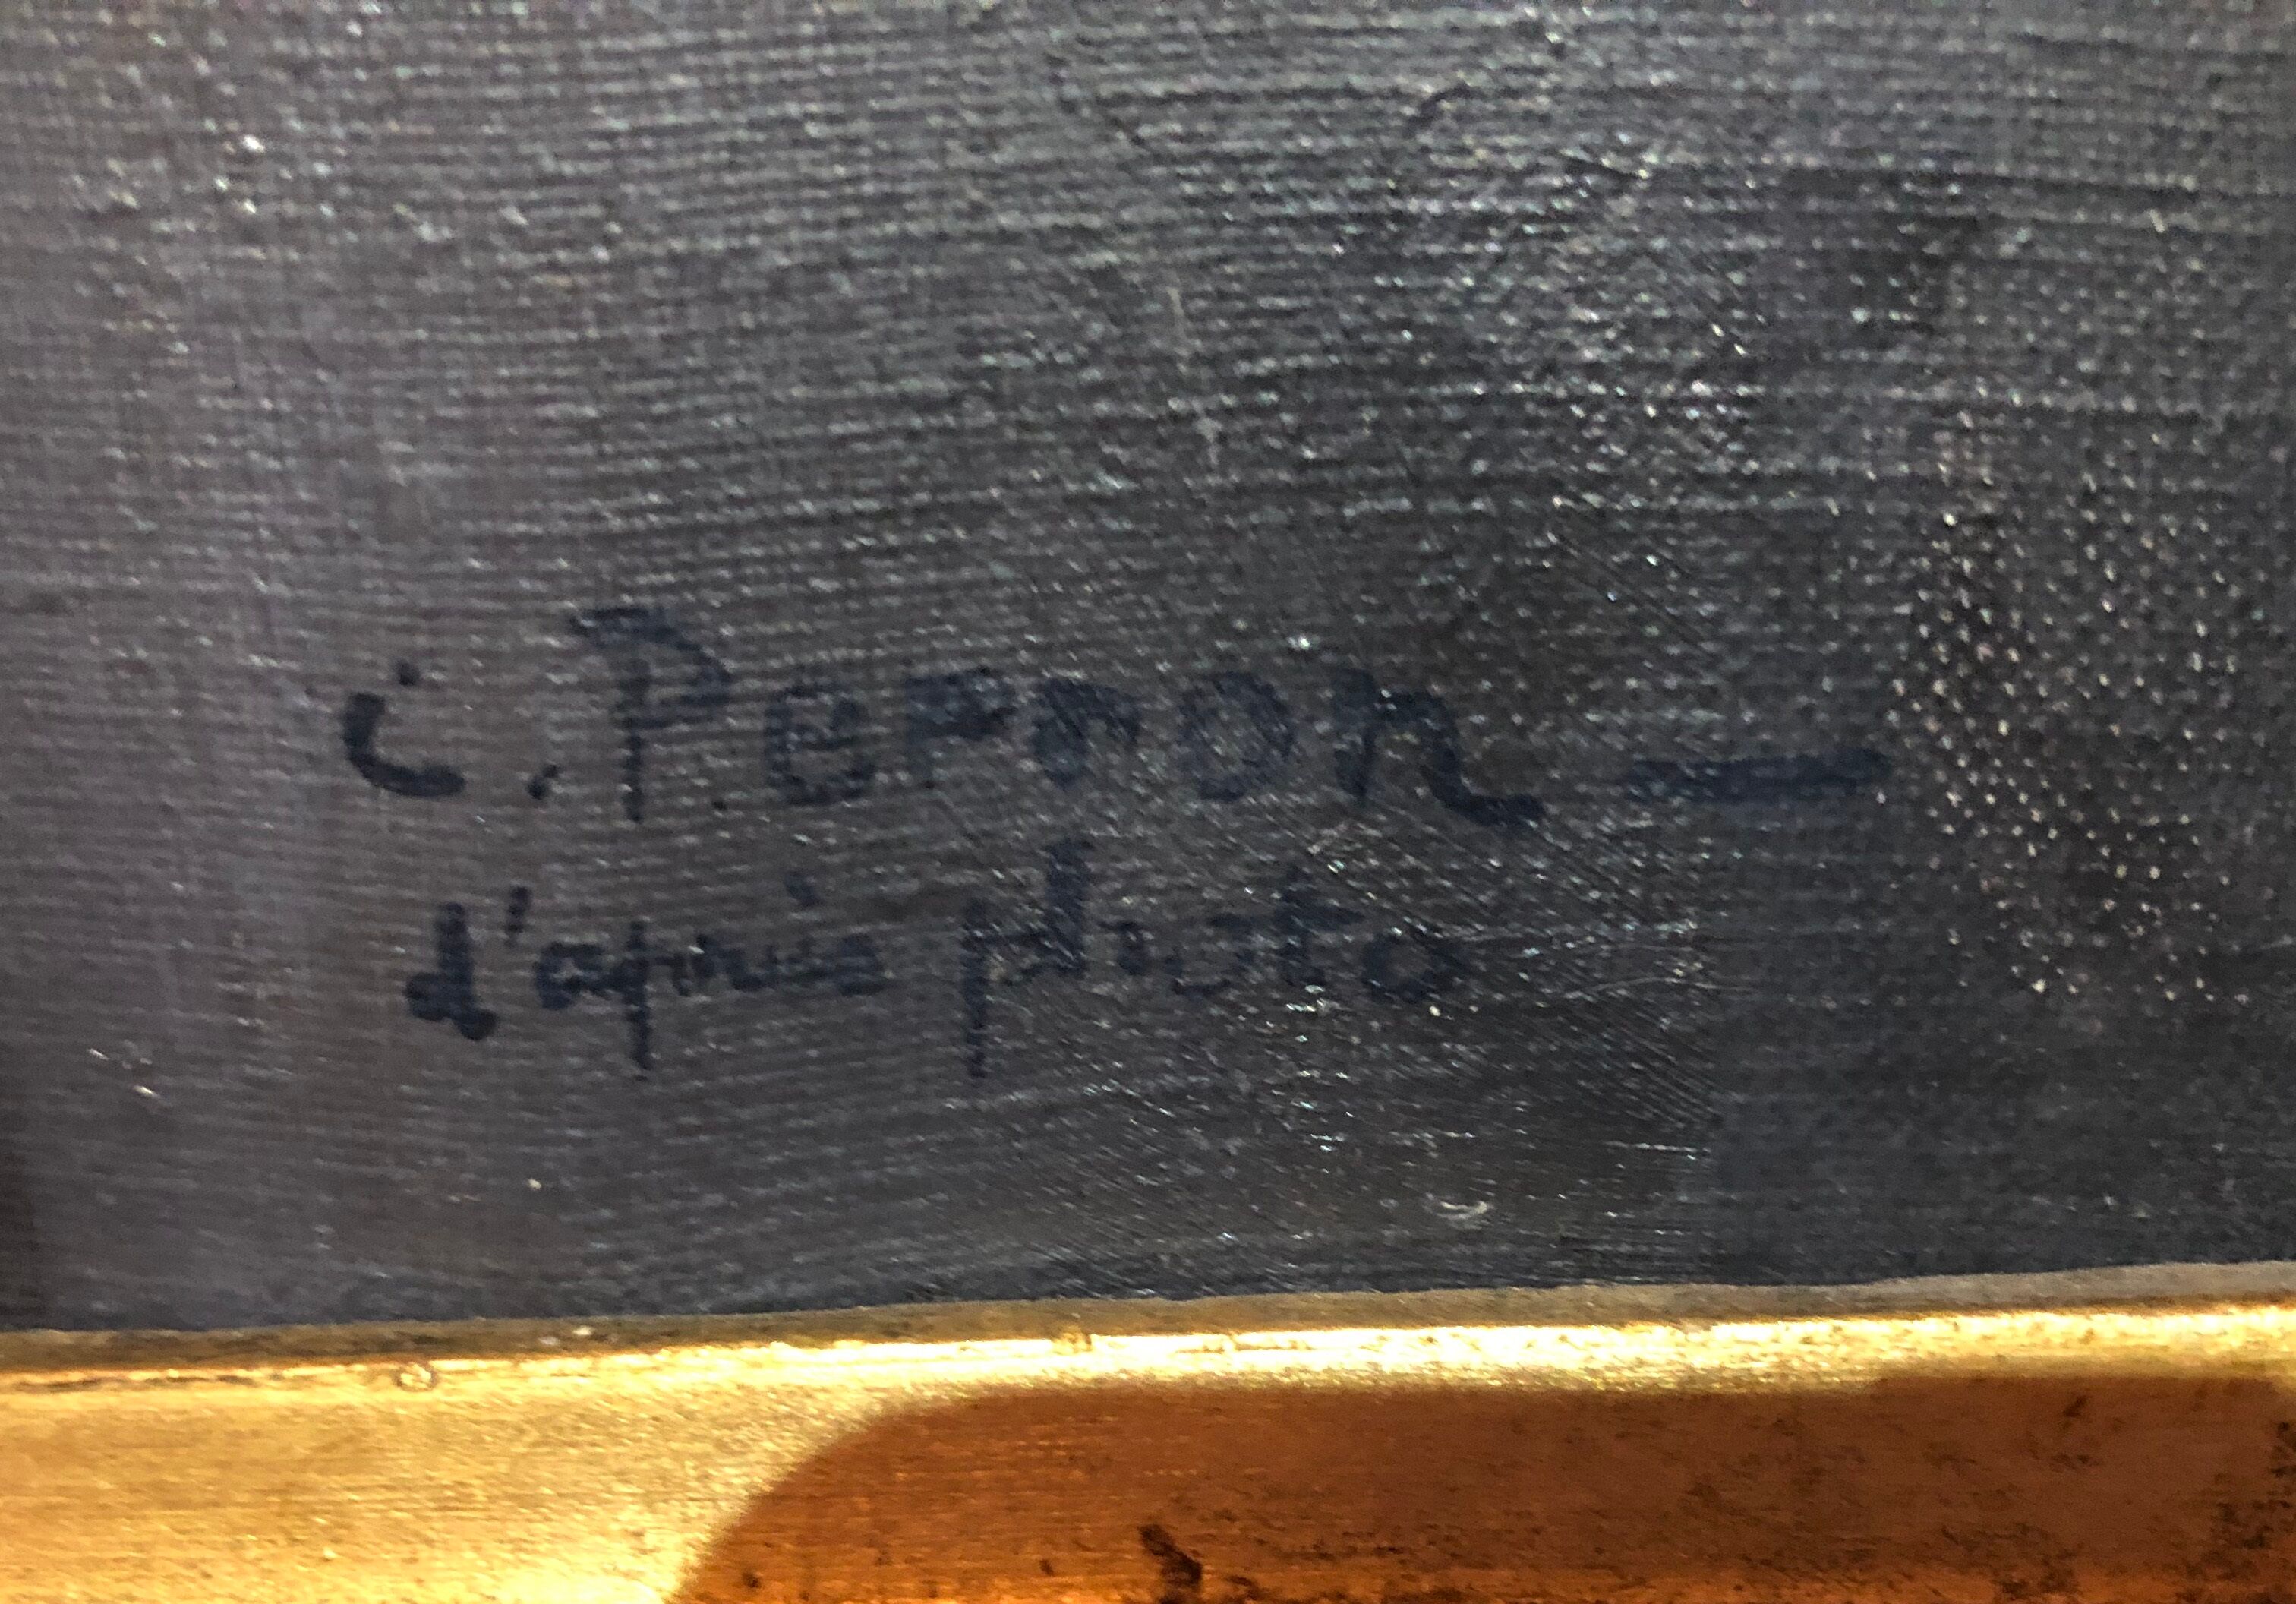 C. Perron —
d'après photo